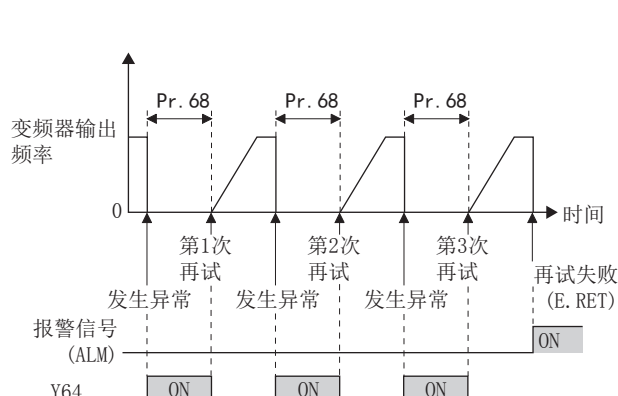 Pr.68 Pr.68 Pr.68
变频器输出
频率
0
时间
第1次
再试
第2次
再试
第3次
再试
发生异常 发生异常 发生异常
再试失败
(E.RET)
报警信号
(ALM)
ON
Y64
ON ON ON